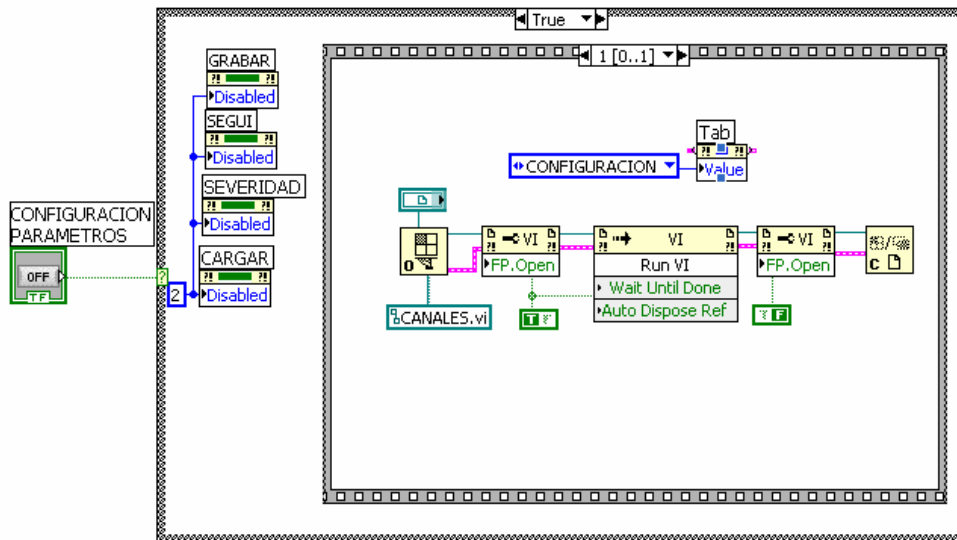 True
GRABAR
Disabled
1 [0..1]
SEGUI
Disabled
Tab
CONFIGURACION
Value
SEVERIDAD
Disabled
CONFIGURACION
PARAMETROS
OFF
TF
?
2
CARGAR
Disabled
O
VI
FP.Open
VI
Run VI
Wait Until Done
Auto Dispose Ref
VI
FP.Open
C
CANALES.vi
T
F